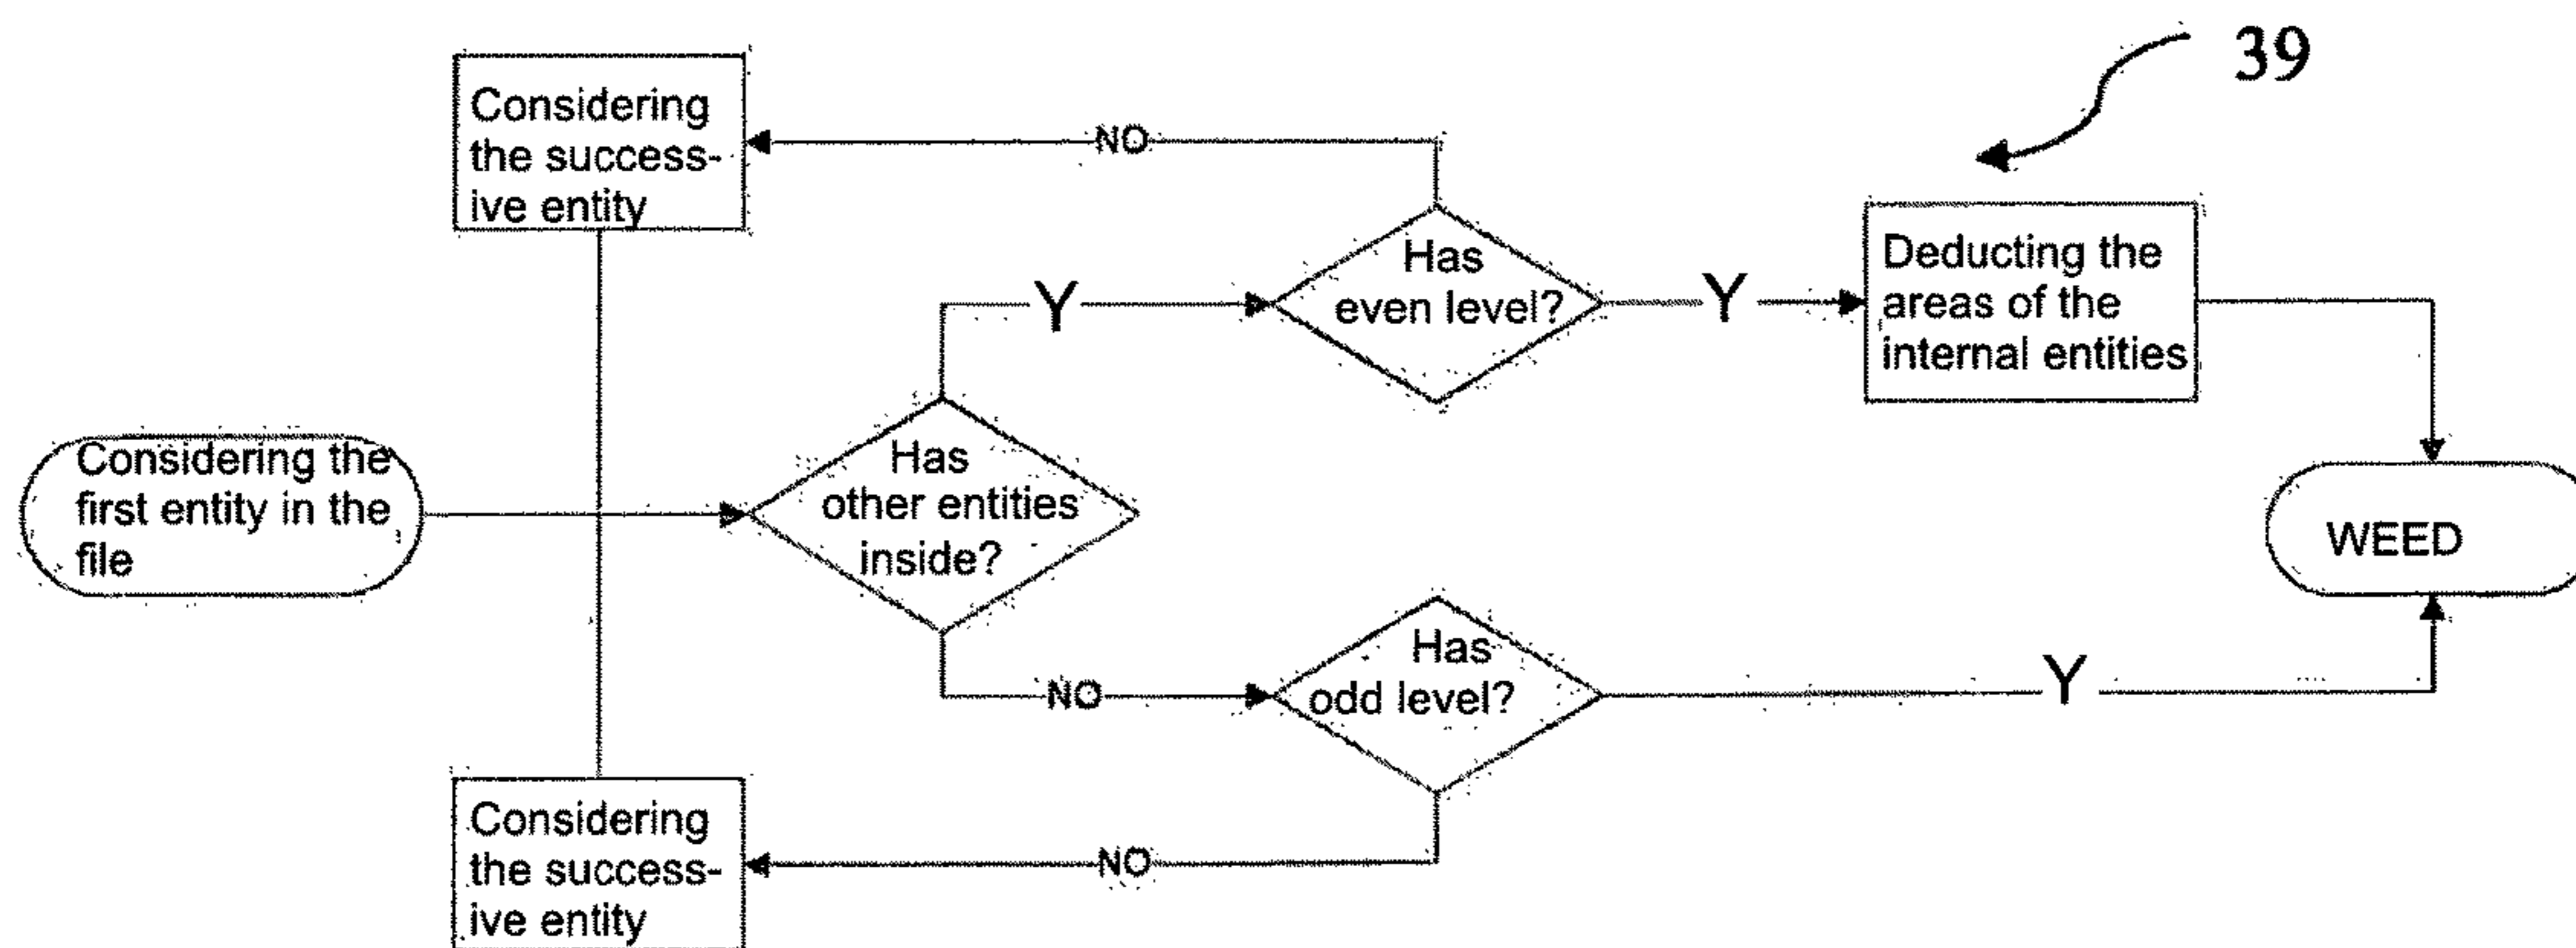 39
Considering
the success-
ive entity
NO
Has
even level?
Y
Y
Deducting the
areas of the
internal entities
Considering the
first entity in the
file
Has
other entities
inside?
WEED
Has
odd level?
NO
Y
Considering
the success-
ive entity
NO